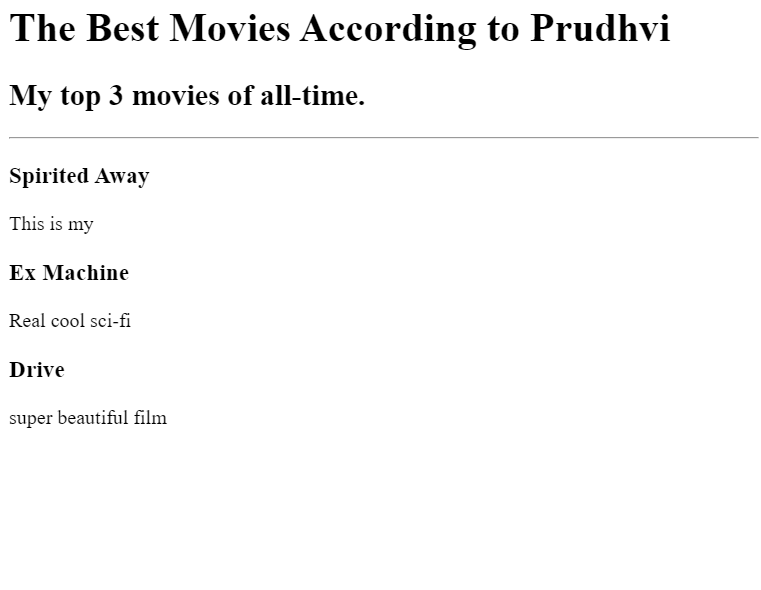 The Best Movies According to Prudhvi
My top 3 movies of all-time.
Spirited Away
This is my
Ex Machine
Real cool sci-fi
Drive
super beautiful film